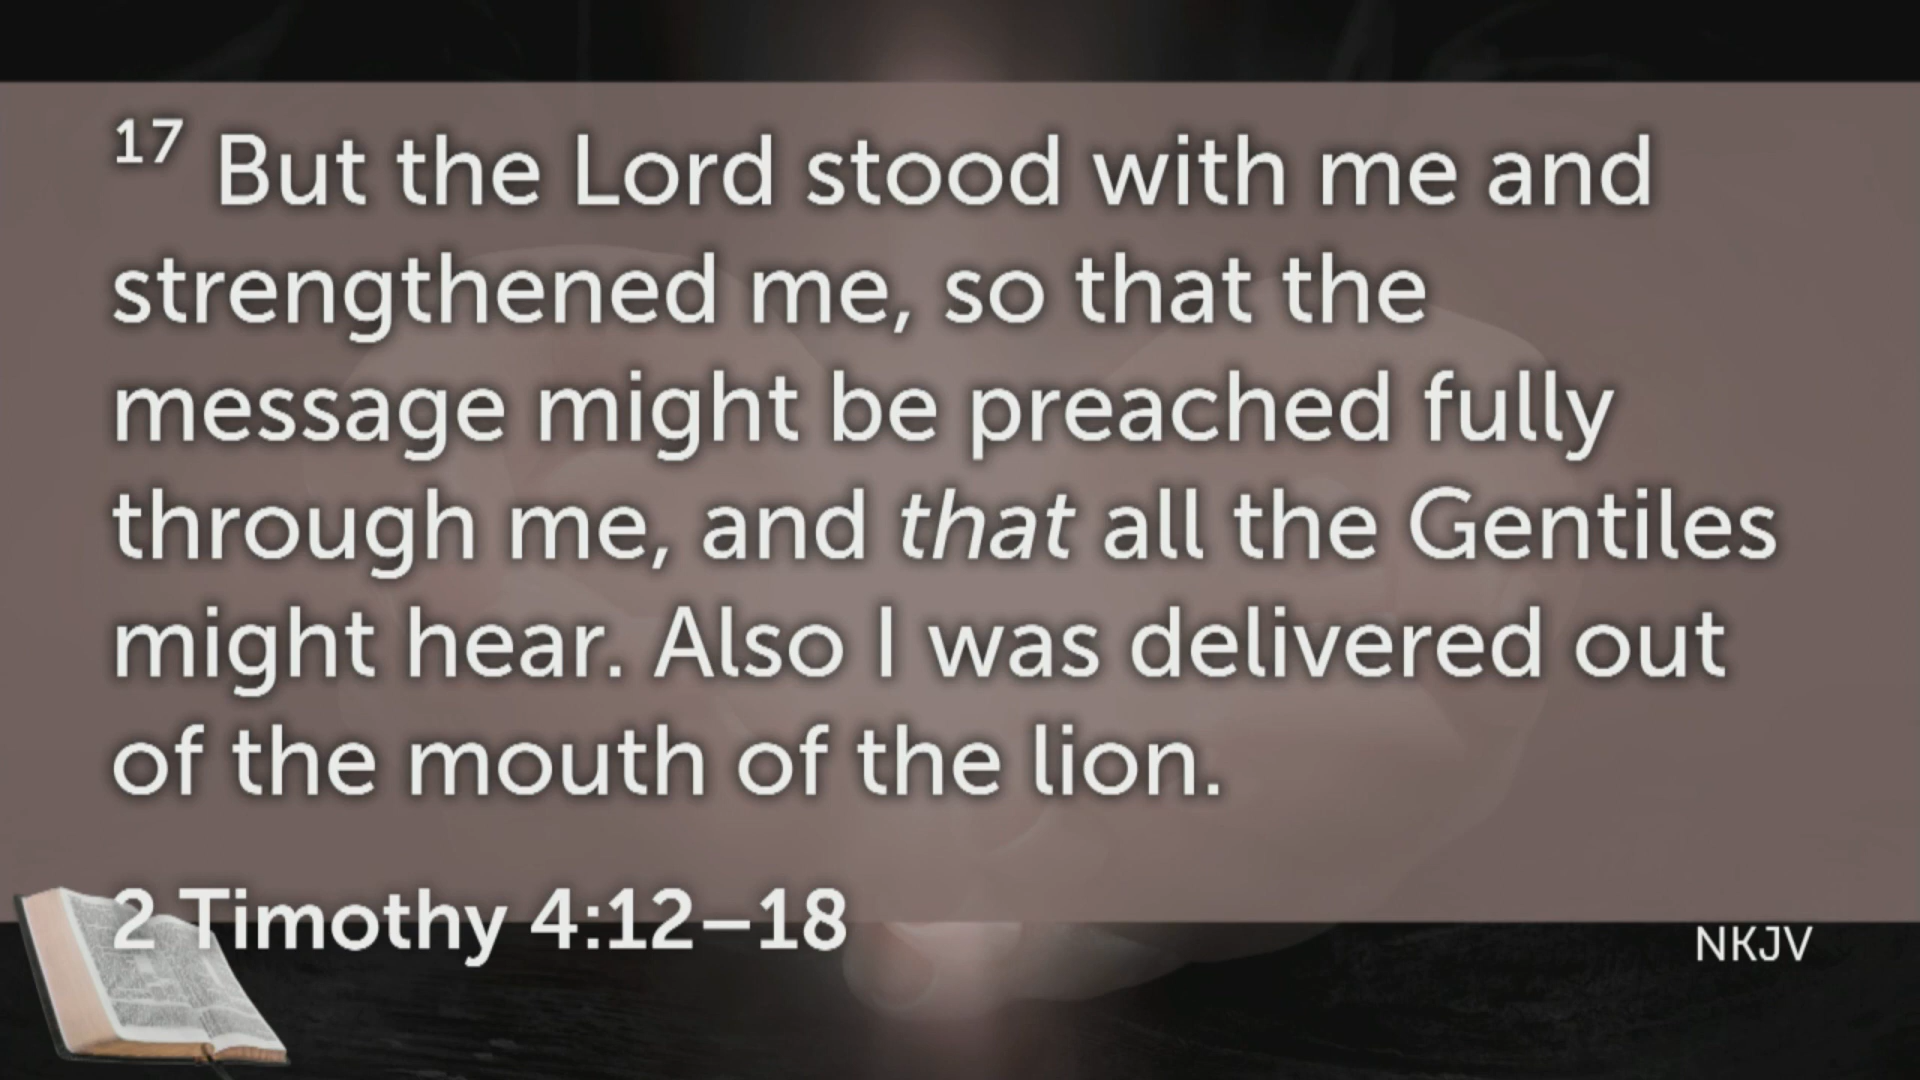 17 But the Lord stood with me and
strengthened me, so that the
message might be preached fully
through me, and that all the Gentiles
might hear. Also I was delivered out
of the mouth of the lion.
2 Timothy 4:12–18
NKJV